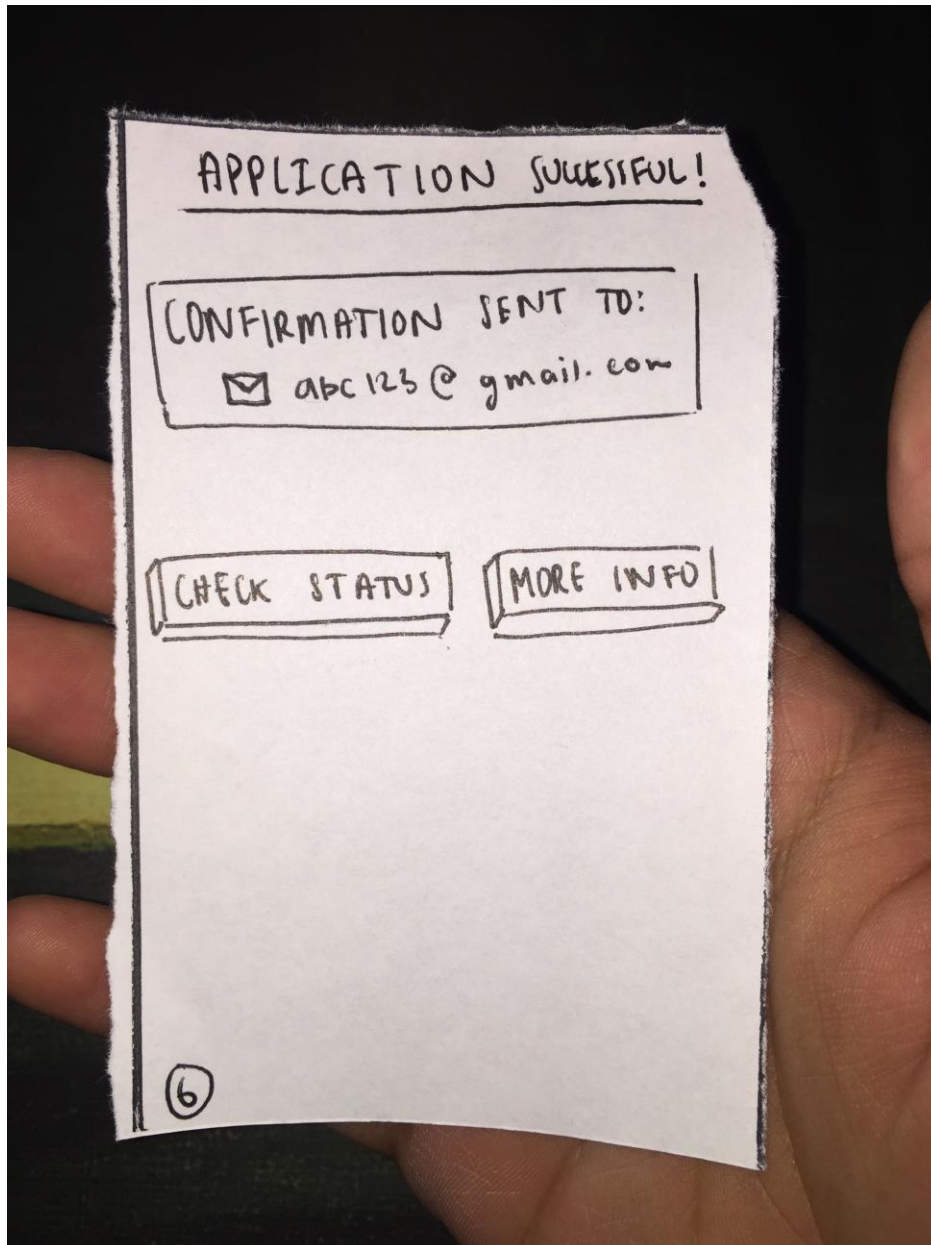 APPLICATION SUCCESSFUL!
CONFIRMATION SENT TO:
abc123@gmail.com
CHECK STATUS
MORE INFO
6